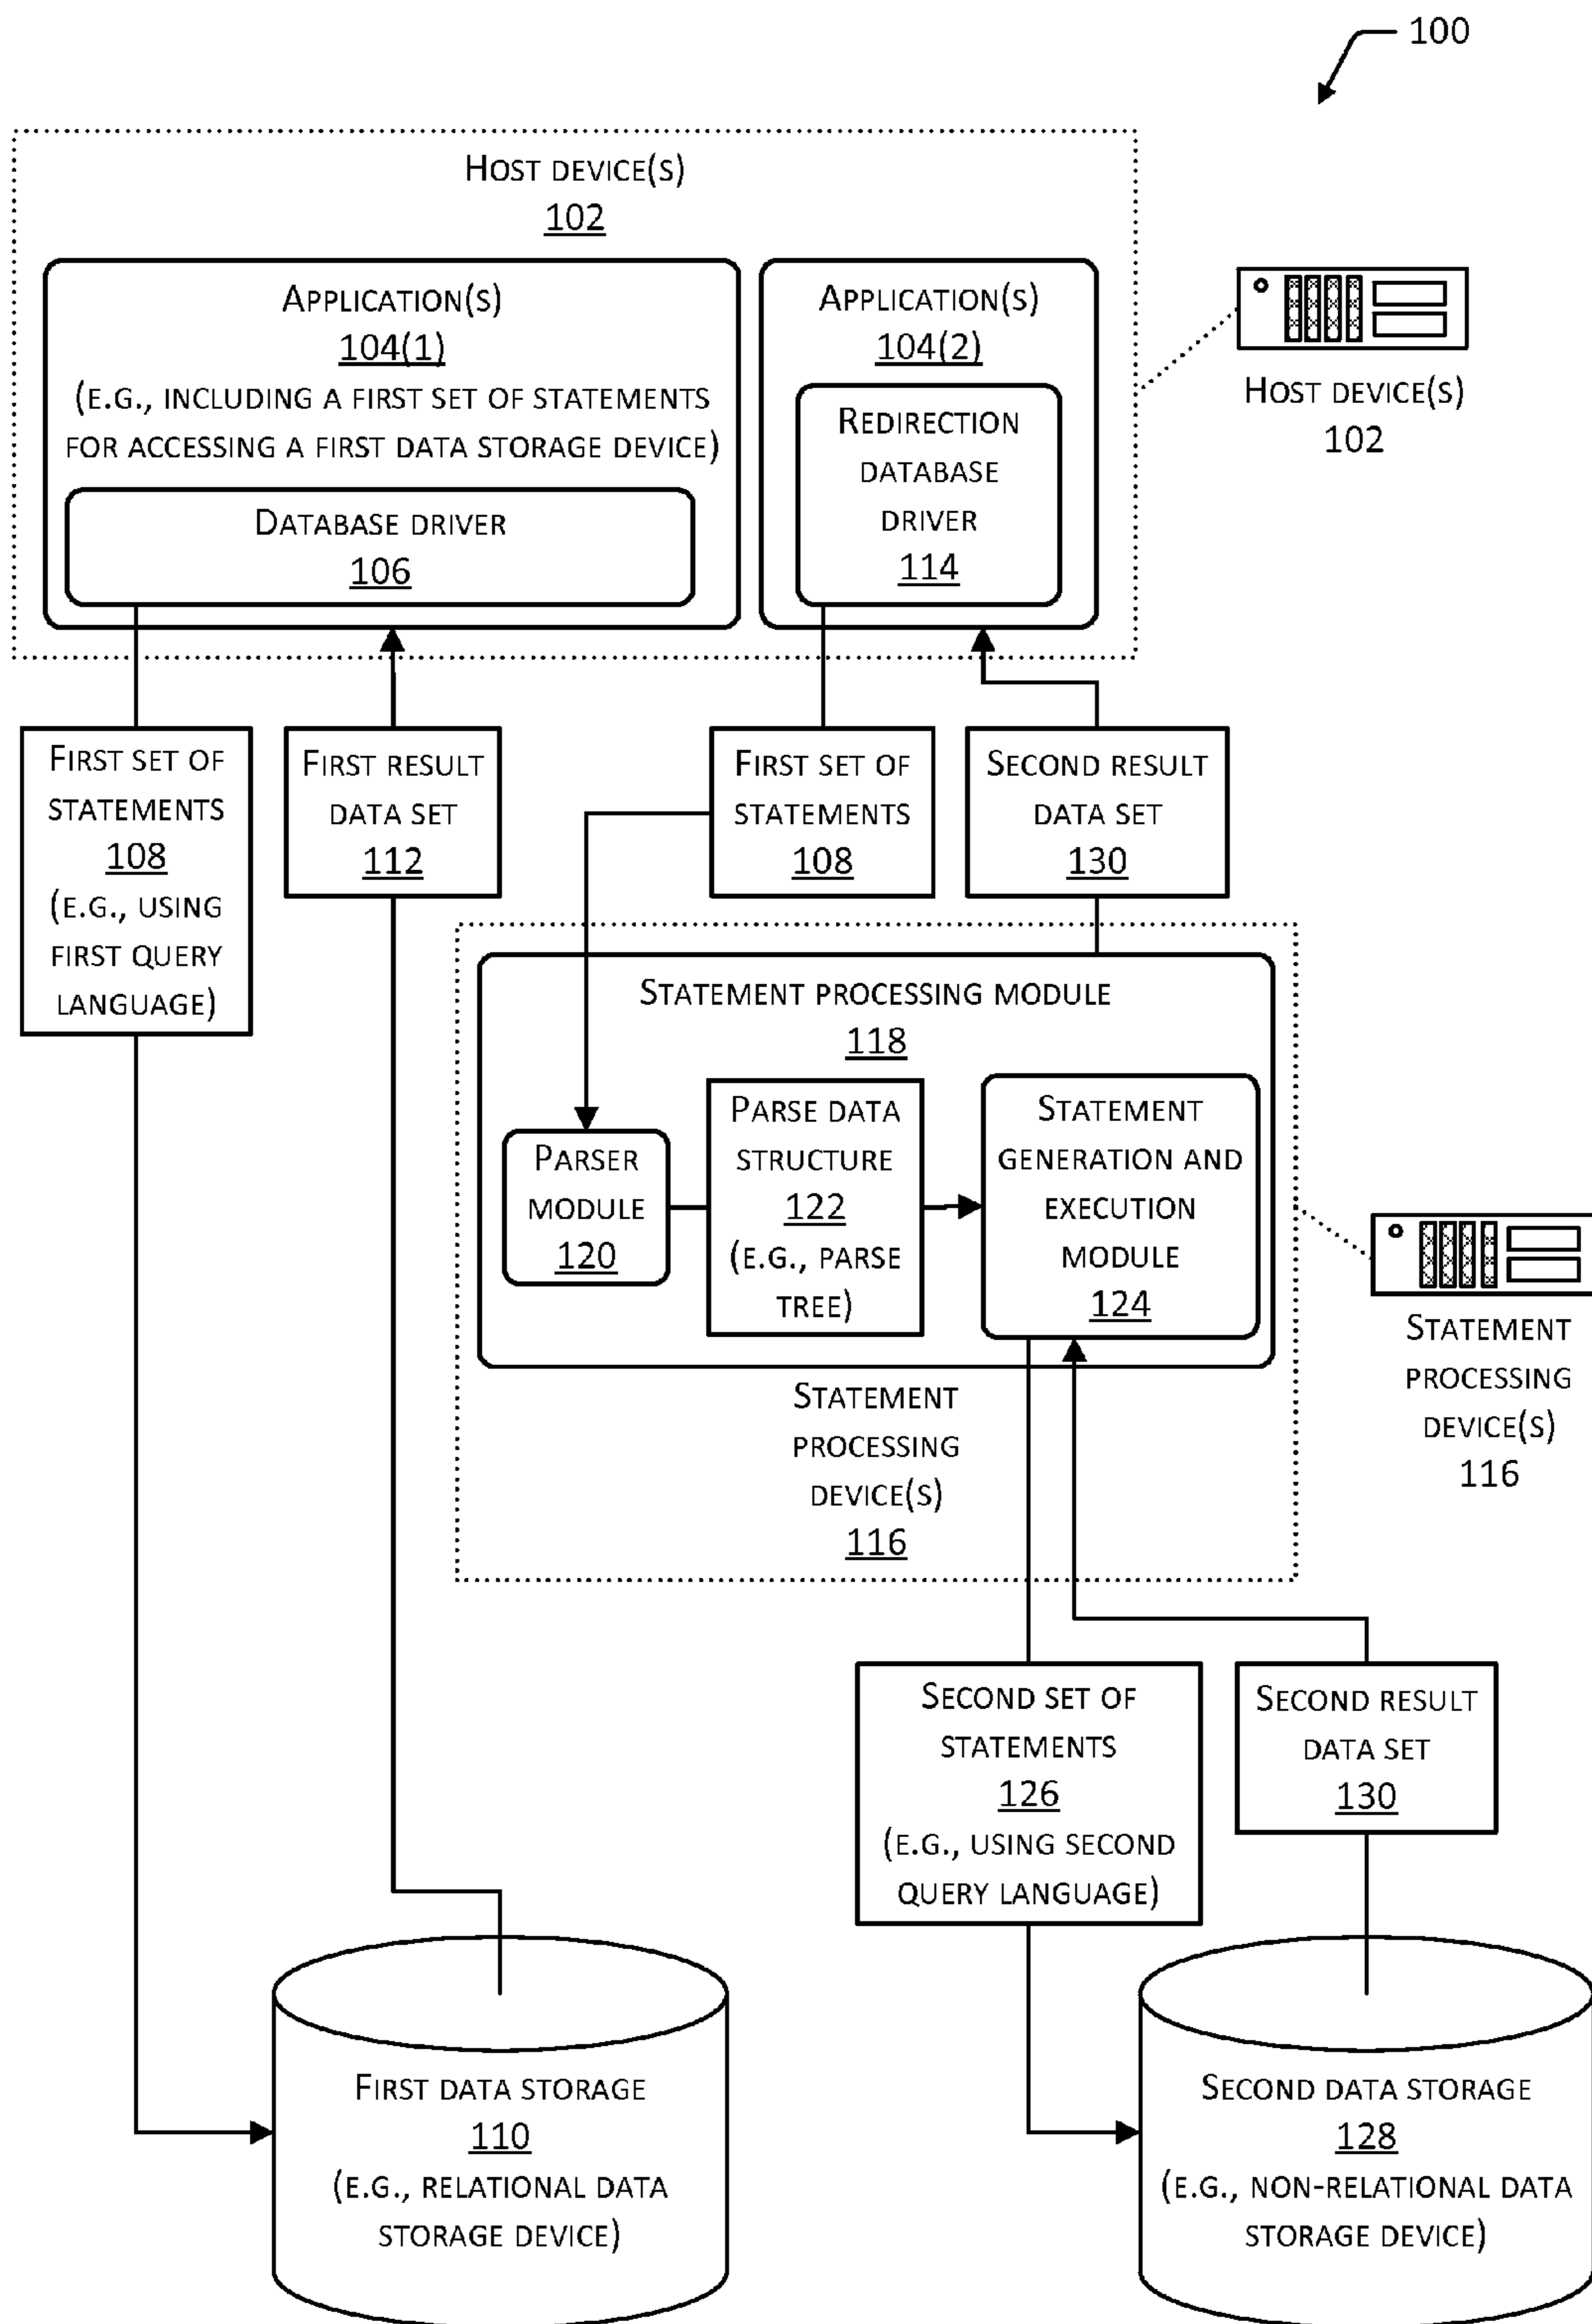 100
HOST DEVICE(S)
102
APPLICATION(S)
104(1)
(E.G., INCLUDING A FIRST SET OF STATEMENTS
FOR ACCESSING A FIRST DATA STORAGE DEVICE)
DATABASE DRIVER
106
APPLICATION(S)
104(2)
REDIRECTION
DATABASE
DRIVER
114
HOST DEVICE(S)
102
FIRST SET OF
STATEMENTS
108
(E.G., USING
FIRST QUERY
LANGUAGE)
FIRST RESULT
DATA SET
112
FIRST SET OF
STATEMENTS
108
SECOND RESULT
DATA SET
130
STATEMENT PROCESSING MODULE
118
PARSER
MODULE
120
PARSE DATA
STRUCTURE
122
(E.G., PARSE
TREE)
STATEMENT
GENERATION AND
EXECUTION
MODULE
124
STATEMENT
PROCESSING
DEVICE(S)
116
STATEMENT
PROCESSING
DEVICE(S)
116
SECOND SET OF
STATEMENTS
126
(E.G., USING SECOND
QUERY LANGUAGE)
SECOND RESULT
DATA SET
130
FIRST DATA STORAGE
110
(E.G., RELATIONAL DATA
STORAGE DEVICE)
SECOND DATA STORAGE
128
(E.G., NON-RELATIONAL DATA
STORAGE DEVICE)